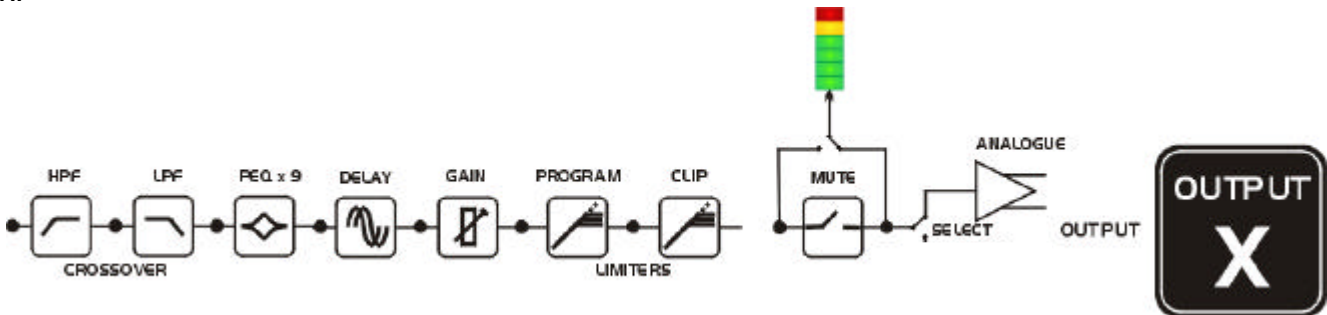 HPF LPF PEQ x 9 DELAY GAIN PROGRAM CLIP MUTE ANALOGUE
CROSSOVER LIMITERS SELECT OUTPUT
OUTPUT
X